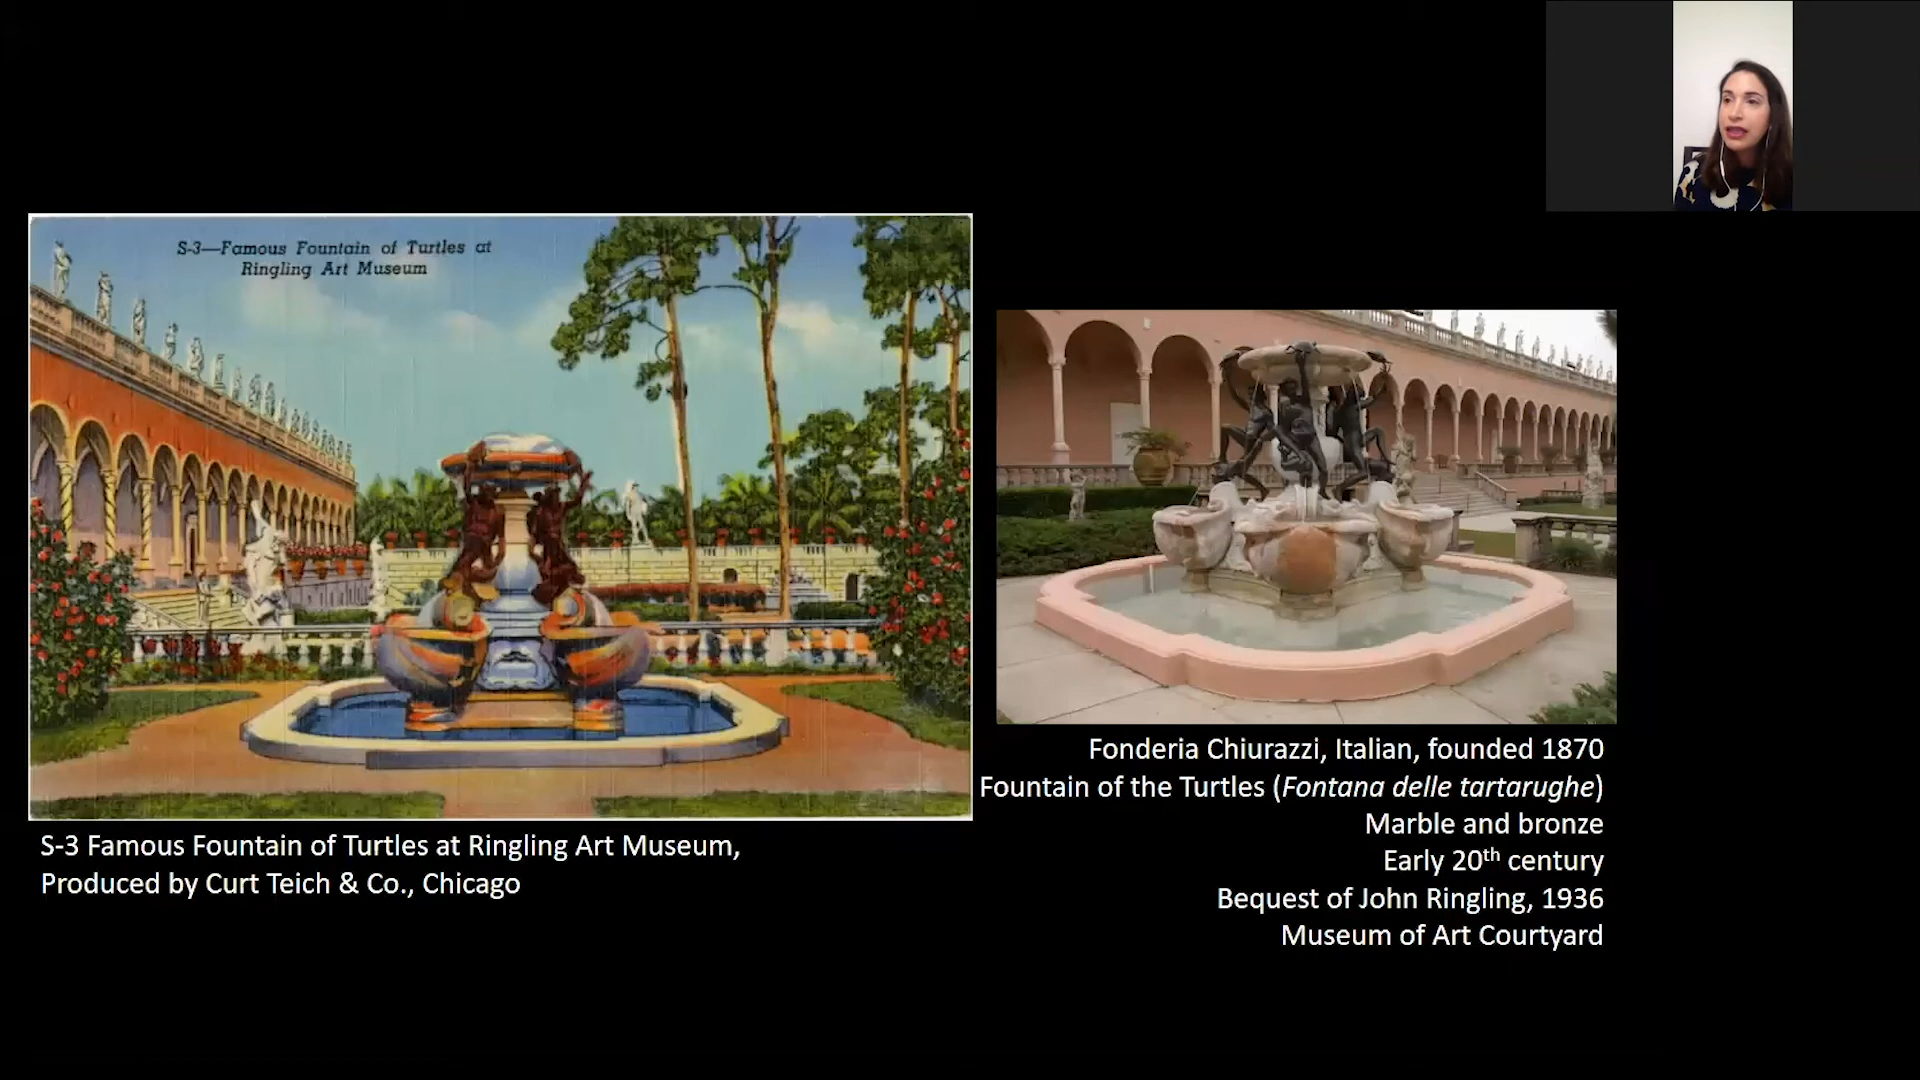 S-3—Famous Fountain of Turtles at
Ringling Art Museum
S-3 Famous Fountain of Turtles at Ringling Art Museum,
Produced by Curt Teich & Co., Chicago
Fonderia Chiurazzi, Italian, founded 1870
Fountain of the Turtles (Fontana delle tartarughe)
Marble and bronze
Early 20th century
Bequest of John Ringling, 1936
Museum of Art Courtyard